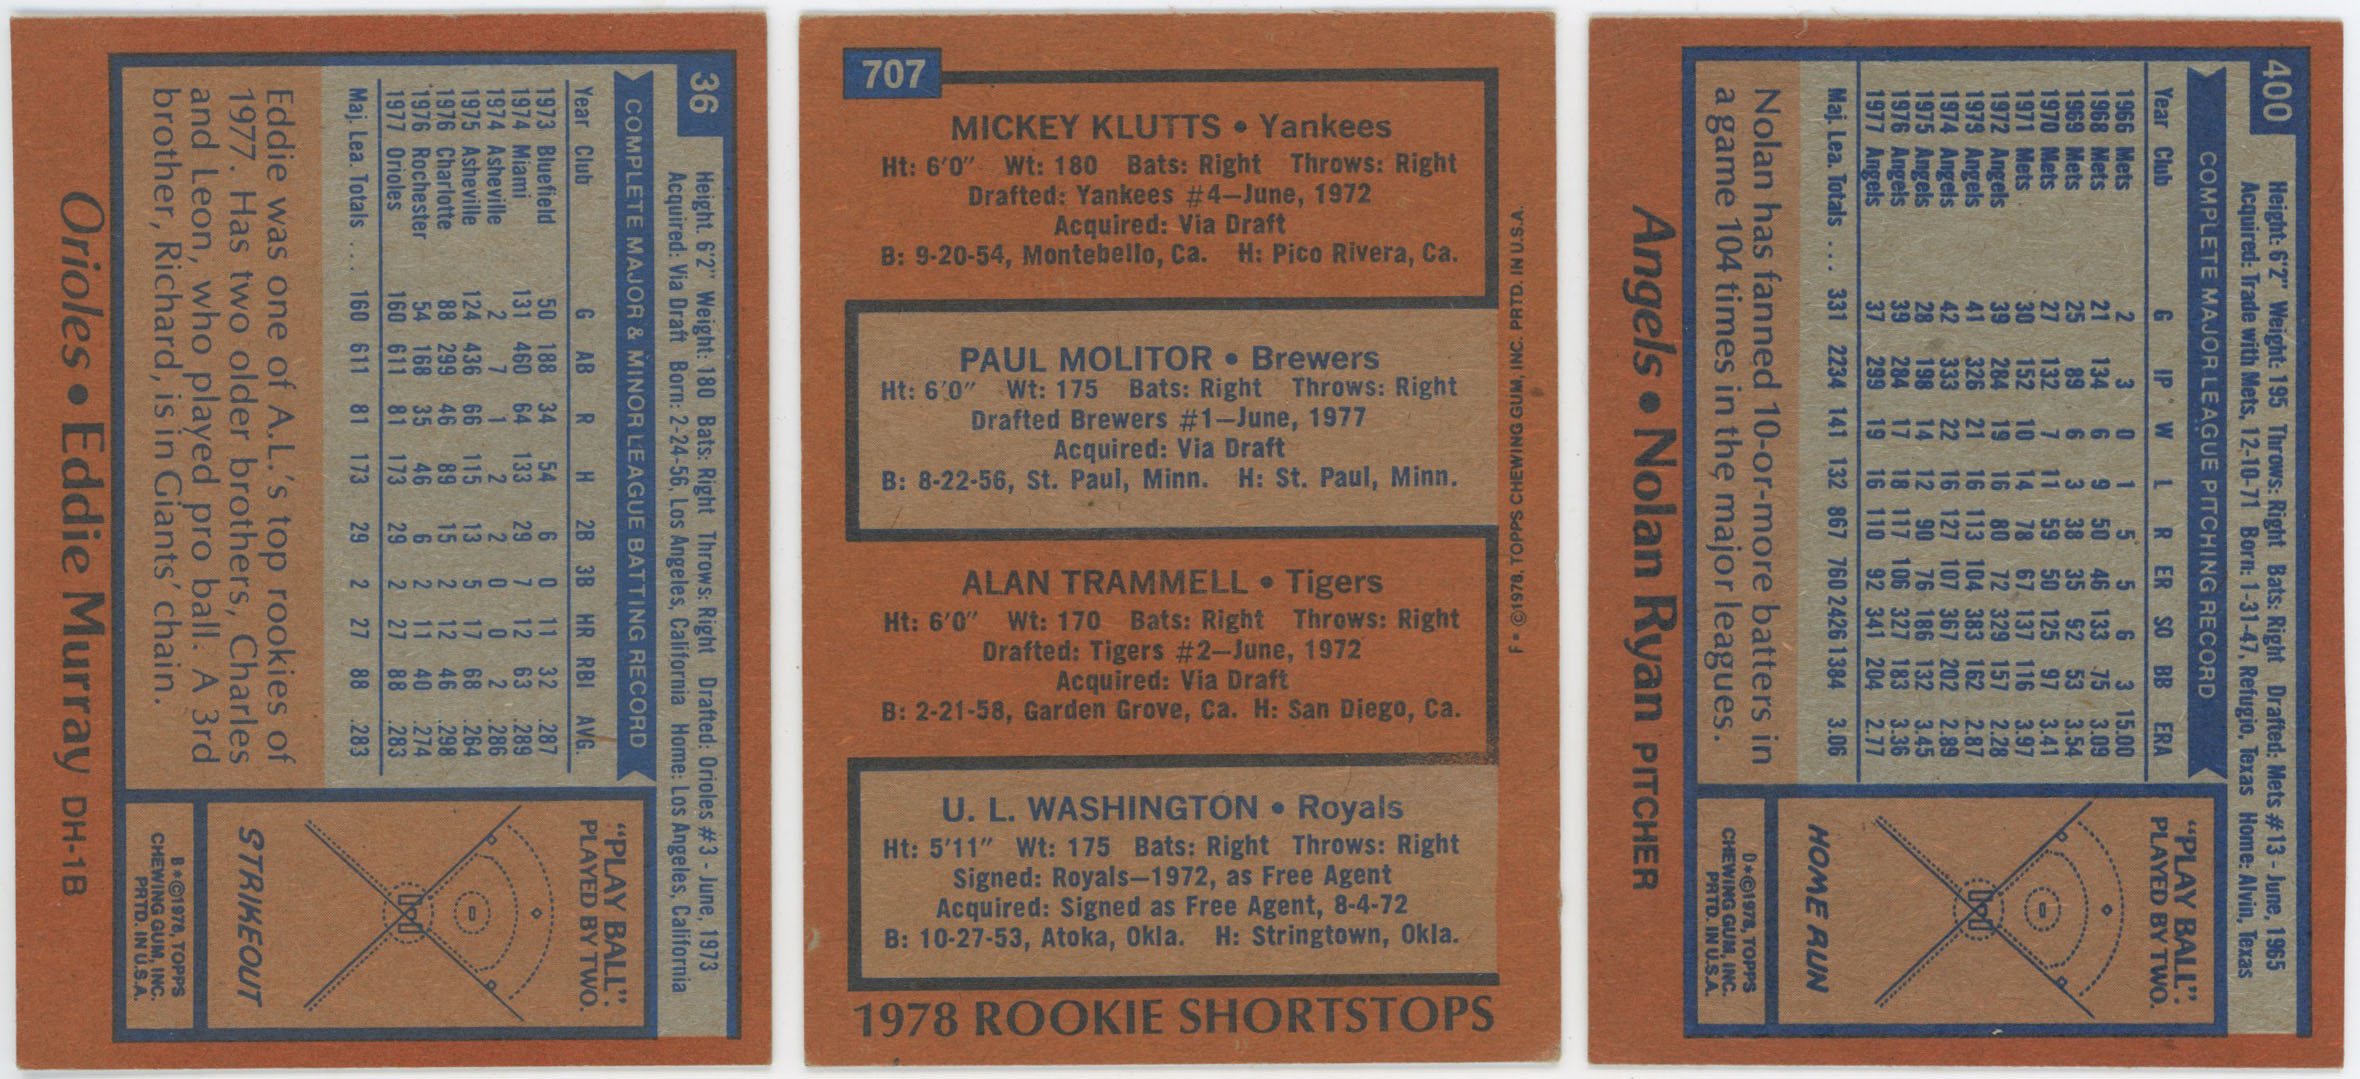 36
Height. 6'2" Weight: 180 Bats: Right Throws: Right Drafted: Orioles #3 - June, 1973
Acquired: Via Draft Born: 2-24-56, Los Angeles, California Home: Los Angeles, California
COMPLETE MAJOR & MINOR LEAGUE BATTING RECORD
Year Club G AB R H 2B 3B HR RBI AVG.
1973 Bluefield 50 188 34 54 6 0 11 32 .287
1974 Miami 131 460 64 133 29 7 12 63 .289
1974 Asheville 2 7 1 2 2 0 0 2 .286
1975 Asheville 124 436 66 115 13 5 17 68 .264
1976 Charlotte 88 299 46 89 15 2 12 46 .298
1976 Rochester 54 168 35 46 6 2 11 40 .274
1977 Orioles 160 611 81 173 29 2 27 88 .283
Maj. Lea. Totals ... 160 611 81 173 29 2 27 88 .283
Eddie was one of A.L.'s top rookies of
1977. Has two older brothers, Charles
and Leon, who played pro ball. A 3rd
brother, Richard, is in Giants' chain.
"PLAY BALL":
PLAYED BY TWO.
STRIKEOUT
B*©1978, TOPPS
CHEWING GUM, INC.
PRTD. IN U.S.A.
Orioles • Eddie Murray DH-1B
707
MICKEY KLUTTS • Yankees
Ht: 6'0" Wt: 180 Bats: Right Throws: Right
Drafted: Yankees #4—June, 1972
Acquired: Via Draft
B: 9-20-54, Montebello, Ca. H: Pico Rivera, Ca.
PAUL MOLITOR • Brewers
Ht: 6'0" Wt: 175 Bats: Right Throws: Right
Drafted Brewers #1—June, 1977
Acquired: Via Draft
B: 8-22-56, St. Paul, Minn. H: St. Paul, Minn.
ALAN TRAMMELL • Tigers
Ht: 6'0" Wt: 170 Bats: Right Throws: Right
Drafted: Tigers #2—June, 1972
Acquired: Via Draft
B: 2-21-58, Garden Grove, Ca. H: San Diego, Ca.
U. L. WASHINGTON • Royals
Ht: 5'11" Wt: 175 Bats: Right Throws: Right
Signed: Royals—1972, as Free Agent
Acquired: Signed as Free Agent, 8-4-72
B: 10-27-53, Atoka, Okla. H: Stringtown, Okla.
1978 ROOKIE SHORTSTOPS
F • ©1978, TOPPS CHEWING GUM, INC. PRTD. IN U.S.A.
400
Height: 6'2" Weight: 195 Throws: Right Bats: Right Drafted: Mets #13 - June, 1965
Acquired: Trade with Mets, 12-10-71 Born: 1-31-47, Refugio, Texas Home: Alvin, Texas
COMPLETE MAJOR LEAGUE PITCHING RECORD
Year Club G IP W L R ER SO BB ERA
1966 Mets 2 3 0 1 5 5 6 3 15.00
1968 Mets 21 134 6 9 50 46 133 75 3.09
1969 Mets 25 89 6 3 38 35 92 53 3.54
1970 Mets 27 132 7 11 59 50 125 97 3.41
1971 Mets 30 152 10 14 78 67 137 116 3.97
1972 Angels 39 284 19 16 80 72 329 157 2.28
1973 Angels 41 326 21 16 113 104 383 162 2.87
1974 Angels 42 333 22 16 127 107 367 202 2.89
1975 Angels 28 198 14 12 90 76 186 132 3.45
1976 Angels 39 284 17 18 117 106 327 183 3.36
1977 Angels 37 299 19 16 110 92 341 204 2.77
Maj. Lea. Totals ... 331 2234 141 132 867 760 2426 1384 3.06
Nolan has fanned 10-or-more batters in
a game 104 times in the major leagues.
"PLAY BALL":
PLAYED BY TWO.
HOME RUN
D*©1978, TOPPS
CHEWING GUM, INC.
PRTD. IN U.S.A.
Angels • Nolan Ryan PITCHER